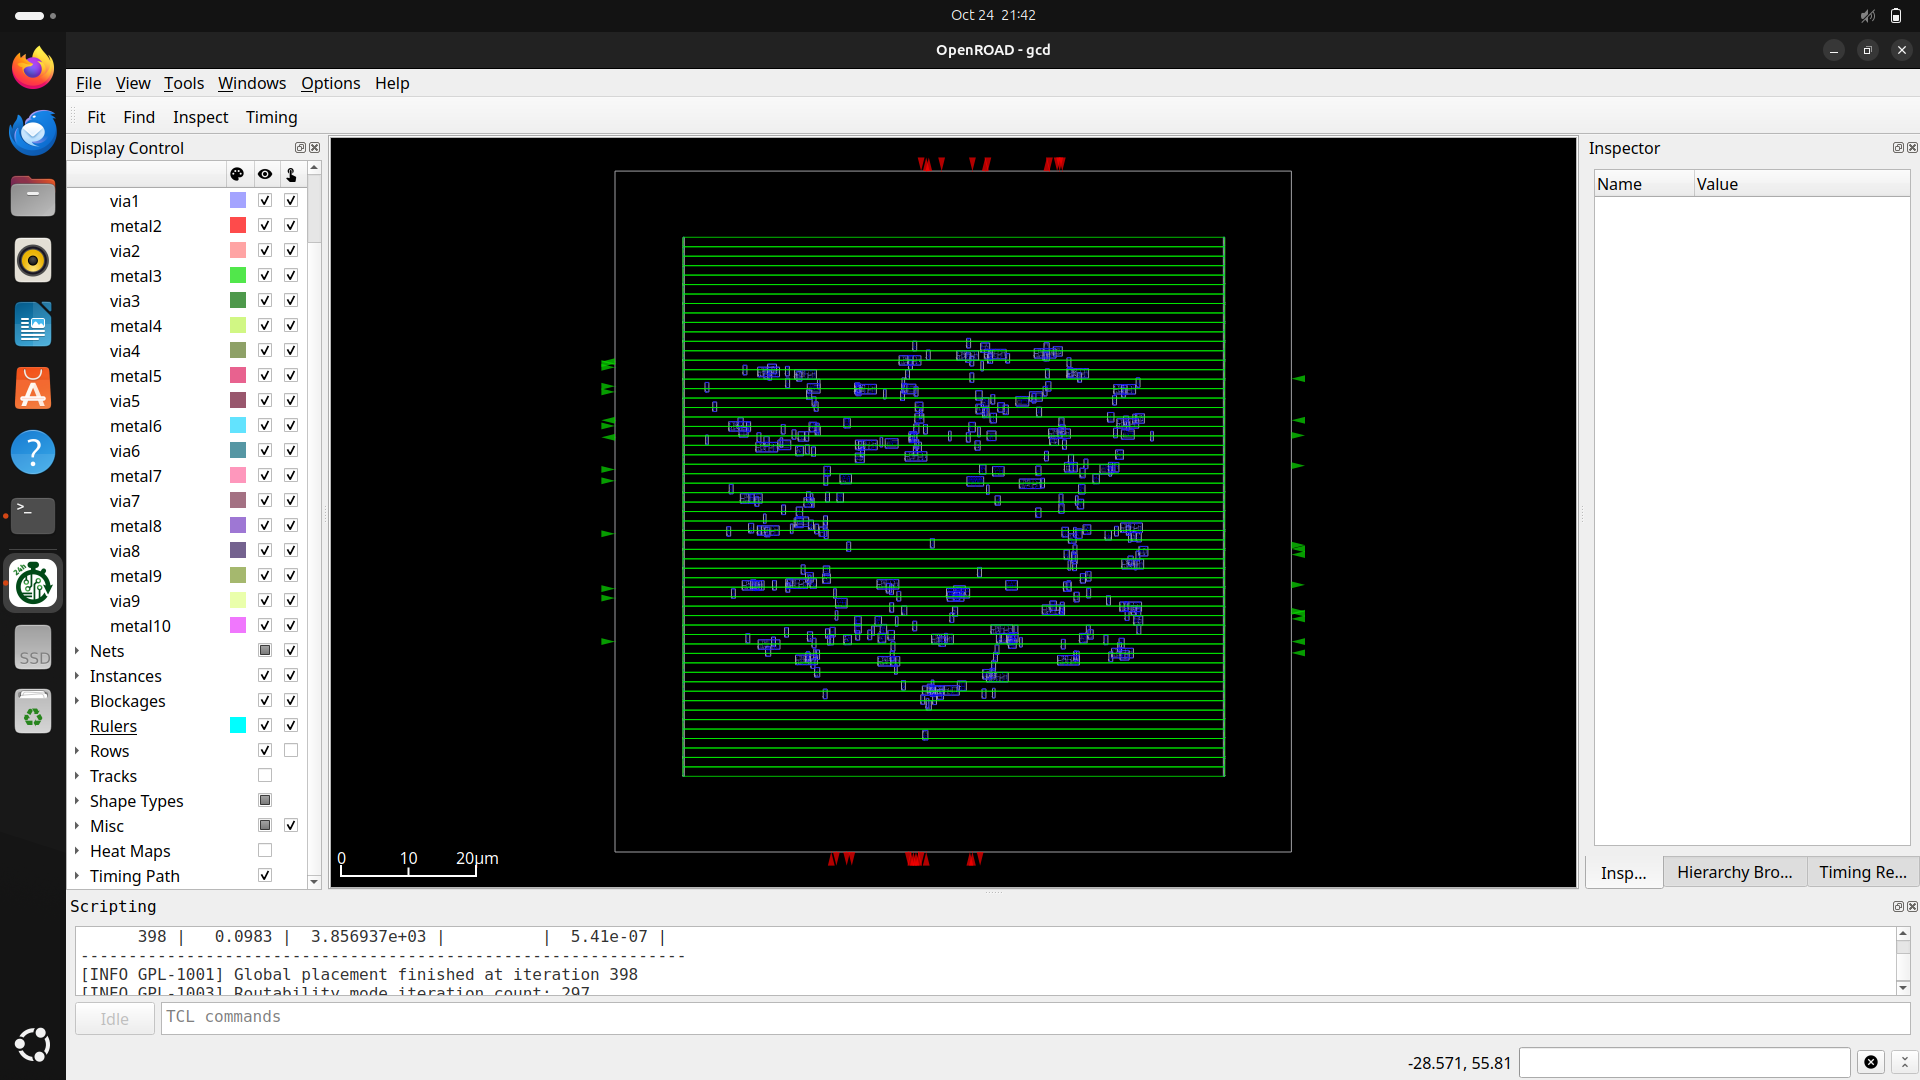 Oct 24 21:42
OpenROAD - gcd
File View Tools Windows Options Help
Fit Find Inspect Timing
Display Control
via1
metal2
via2
metal3
via3
metal4
via4
metal5
via5
metal6
via6
metal7
via7
metal8
via8
metal9
via9
metal10
Nets
Instances
Blockages
Rulers
Rows
Tracks
Shape Types
Misc
Heat Maps
Timing Path
0 10 20μm
Inspector
Name Value
Insp... Hierarchy Bro... Timing Re...
Scripting
398 | 0.0983 | 3.856937e+03 | | 5.41e-07 |
---------------------------------------------------------------
[INFO GPL-1001] Global placement finished at iteration 398
[INFO GPL-1003] Routability mode iteration count: 297
Idle TCL commands
-28.571, 55.81
24h
SSD
>_
?